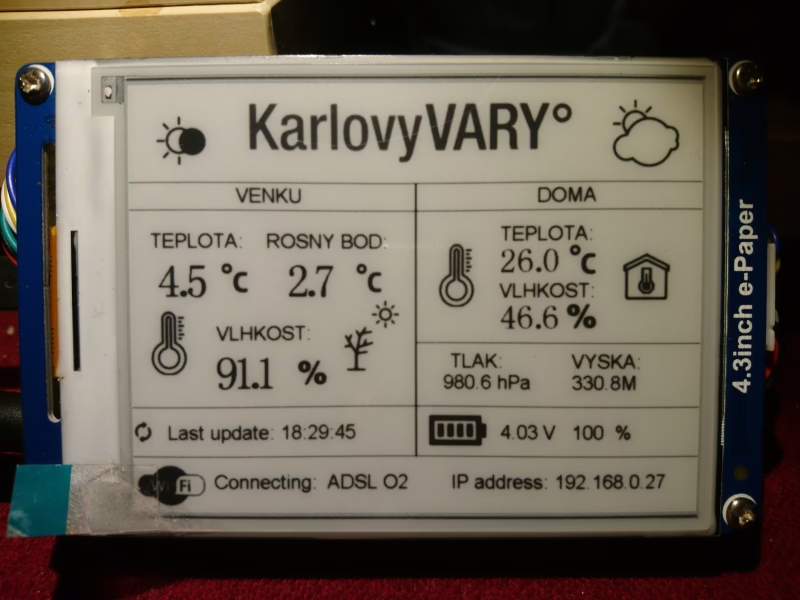 KarlovyVARY°
VENKU
DOMA
TEPLOTA: ROSNY BOD:
4.5 °C 2.7 °C
VLHKOST:
91.1 %
TEPLOTA:
26.0 °C
VLHKOST:
46.6 %
TLAK: VYSKA:
980.6 hPa 330.8M
Last update: 18:29:45
4.03 V 100 %
Wi Fi Connecting: ADSL O2 IP address: 192.168.0.27
4.3inch e-Paper